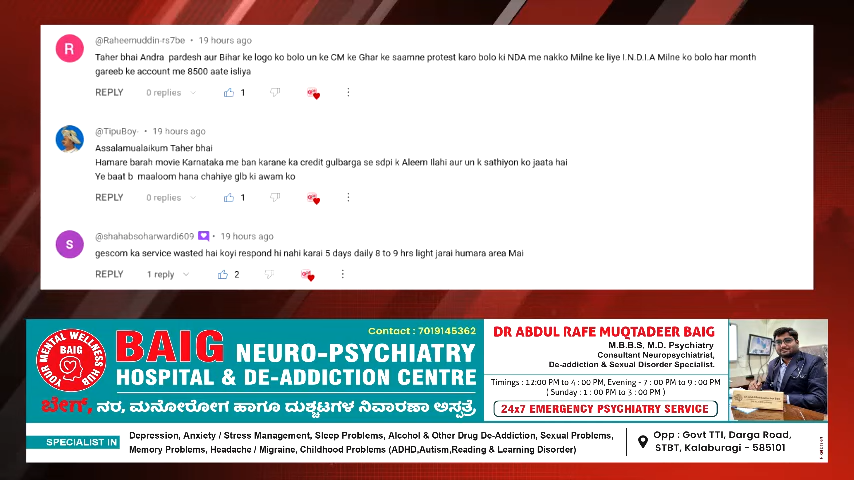 R
@Raheemuddin-rs7be • 19 hours ago
Taher bhai Andra pardesh aur Bihar ke logo ko bolo un ke CM ke Ghar ke saamne protest karo bolo ki NDA me nakko Milne ke liye I.N.D.I.A Milne ko bolo har month
gareeb ke account me 8500 aate isliya
REPLY 0 replies 1
@TipuBoy- • 19 hours ago
Assalamualaikum Taher bhai
Hamare barah movie Karnataka me ban karane ka credit gulbarga se sdpi k Aleem Ilahi aur un k sathiyon ko jaata hai
Ye baat b maaloom hana chahiye glb ki awam ko
REPLY 0 replies 1
S
@shahabsoharwardi609 • 19 hours ago
gescom ka service wasted hai koyi respond hi nahi karai 5 days daily 8 to 9 hrs light jarai humara area Mai
REPLY 1 reply 2
YOUR MENTAL WELLNESS HUB
BAIG
Contact : 7019145362
BAIG NEURO-PSYCHIATRY
HOSPITAL & DE-ADDICTION CENTRE
ಬೇಗ್, ನರ, ಮನೋರೋಗ ಹಾಗೂ ದುಶ್ಚಟಗಳ ನಿವಾರಣಾ ಆಸ್ಪತ್ರೆ,
DR ABDUL RAFE MUQTADEER BAIG
M.B.B.S, M.D. Psychiatry
Consultant Neuropsychiatrist,
De-addiction & Sexual Disorder Specialist.
Timings : 12:00 PM to 4 : 00 PM, Evening - 7 : 00 PM to 9 : 00 PM
( Sunday : 1 : 00 PM to 3 : 00 PM )
24x7 EMERGENCY PSYCHIATRY SERVICE
SPECIALIST IN
Depression, Anxiety / Stress Management, Sleep Problems, Alcohol & Other Drug De-Addiction, Sexual Problems,
Memory Problems, Headache / Migraine, Childhood Problems (ADHD,Autism,Reading & Learning Disorder)
Opp : Govt TTI, Darga Road,
STBT, Kalaburagi - 585101